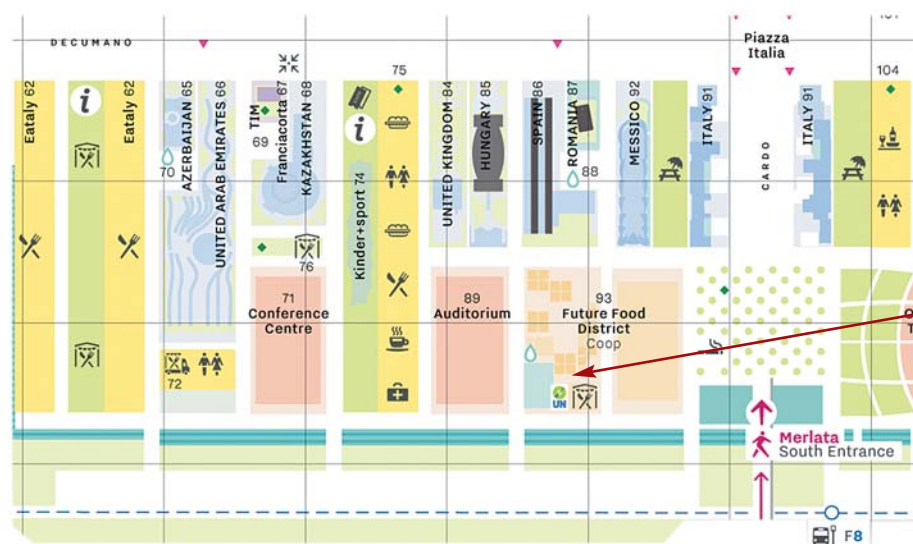 DECUMANO
Piazza
Italia
Eataly 62
Eataly 62
AZERBAIJAN 65
UNITED ARAB EMIRATES 66
TIM
69
Franciacorta 67
KAZAKHSTAN 68
75
Kinder+sport 74
UNITED KINGDOM 84
HUNGARY 85
SPAIN 86
ROMANIA 87
MESSICO 92
ITALY 91
CARDO
ITALY 91
104
70
88
76
71
Conference
Centre
89
Auditorium
93
Future Food
District
Coop
72
UN
Merlata
South Entrance
F8